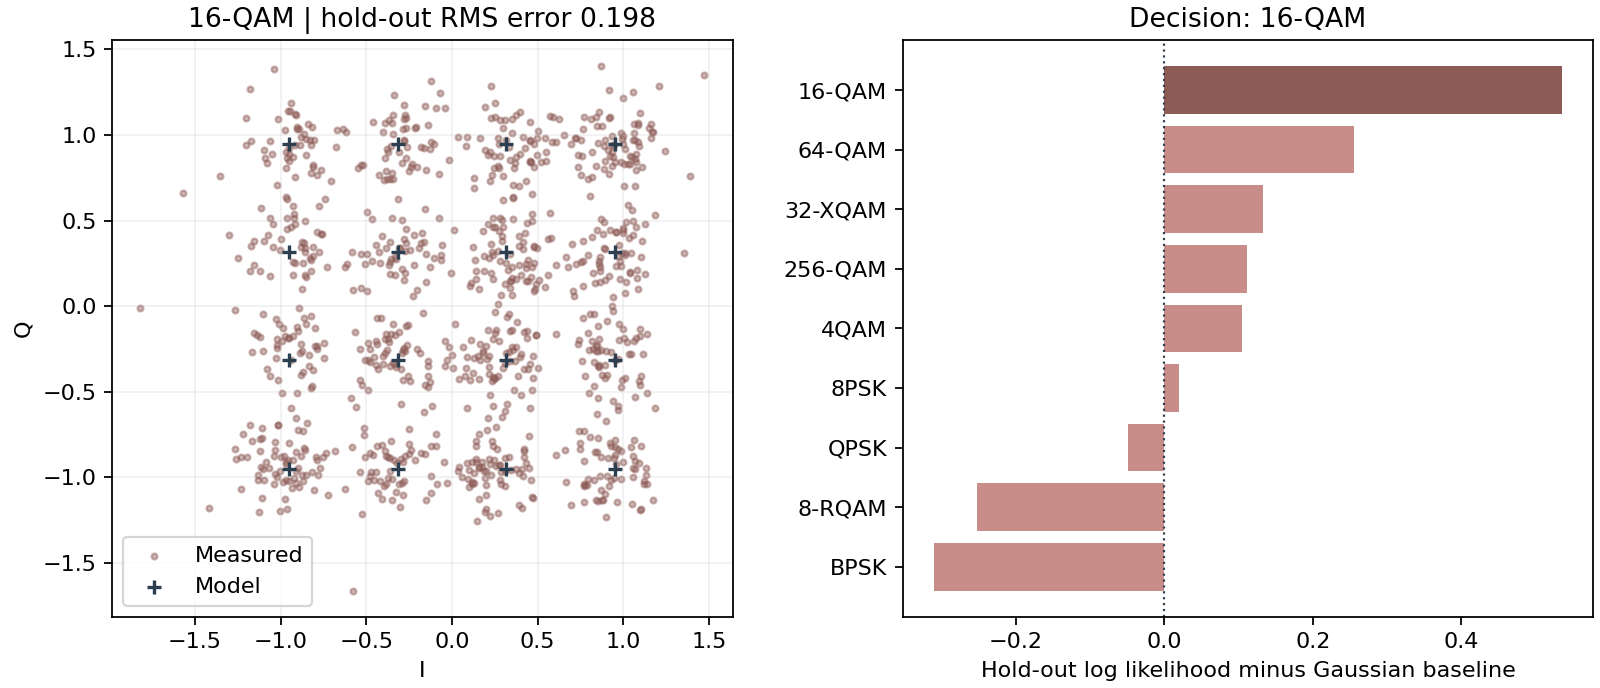 16-QAM | hold-out RMS error 0.198
1.5
1.0
0.5
0.0
−0.5
−1.0
−1.5
Q
Measured
Model
−1.5
−1.0
−0.5
0.0
0.5
1.0
1.5
I
Decision: 16-QAM
16-QAM
64-QAM
32-XQAM
256-QAM
4QAM
8PSK
QPSK
8-RQAM
BPSK
−0.2
0.0
0.2
0.4
Hold-out log likelihood minus Gaussian baseline